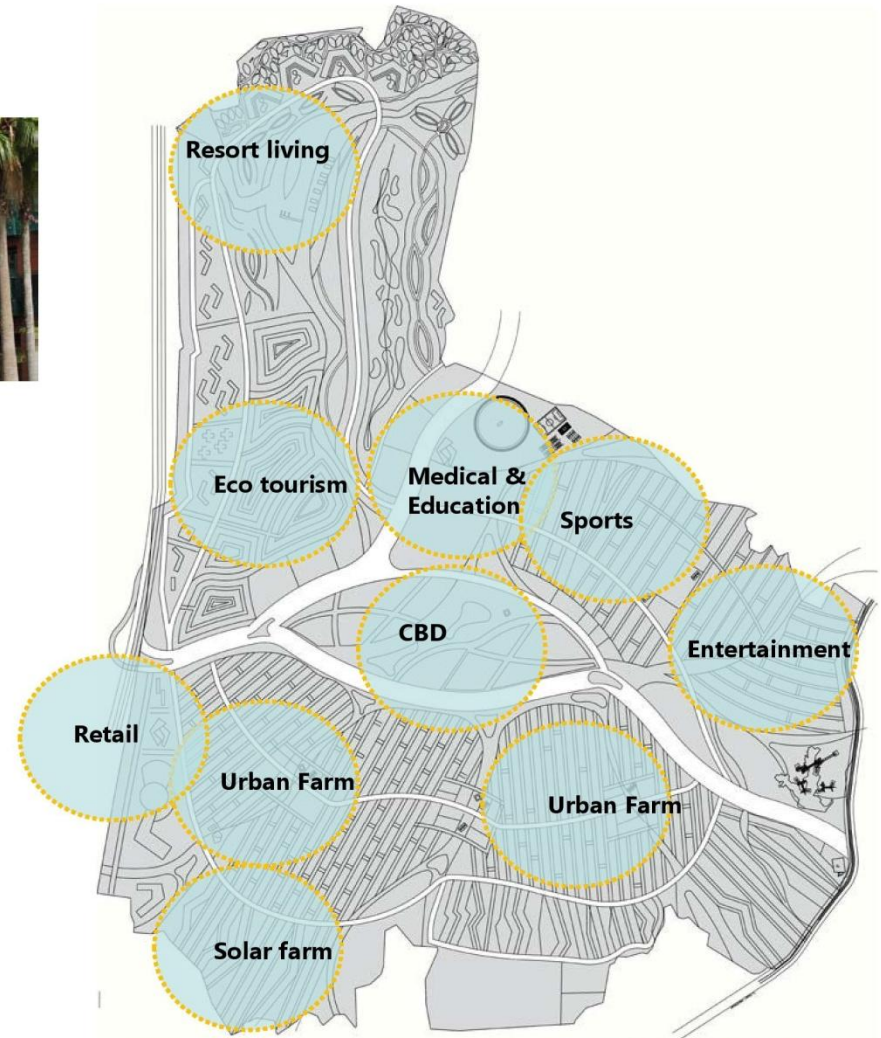 Resort living
Eco tourism
Medical &
Education
Sports
CBD
Entertainment
Retail
Urban Farm
Urban Farm
Solar farm